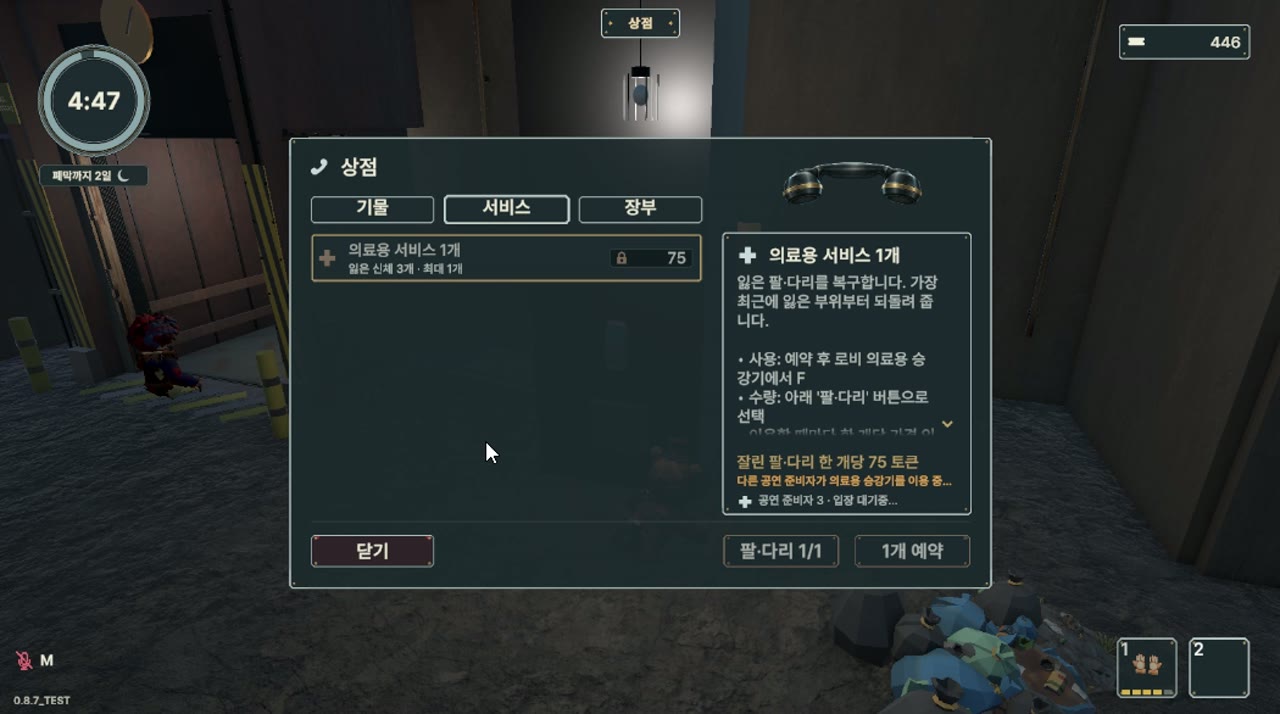 상점
446
4:47
폐막까지 2일
상점
기물
서비스
장부
의료용 서비스 1개
잃은 신체 3개 · 최대 1개
75
의료용 서비스 1개
잃은 팔·다리를 복구합니다. 가장
최근에 잃은 부위부터 되돌려 줍
니다.
• 사용: 예약 후 로비 의료용 승
강기에서 F
• 수량: 아래 '팔·다리' 버튼으로
선택
잘린 팔·다리 한 개당 75 토큰
다른 공연 준비자가 의료용 승강기를 이용 중...
공연 준비자 3 · 입장 대기중...
닫기
팔·다리 1/1
1개 예약
M
1
2
0.8.7_TEST